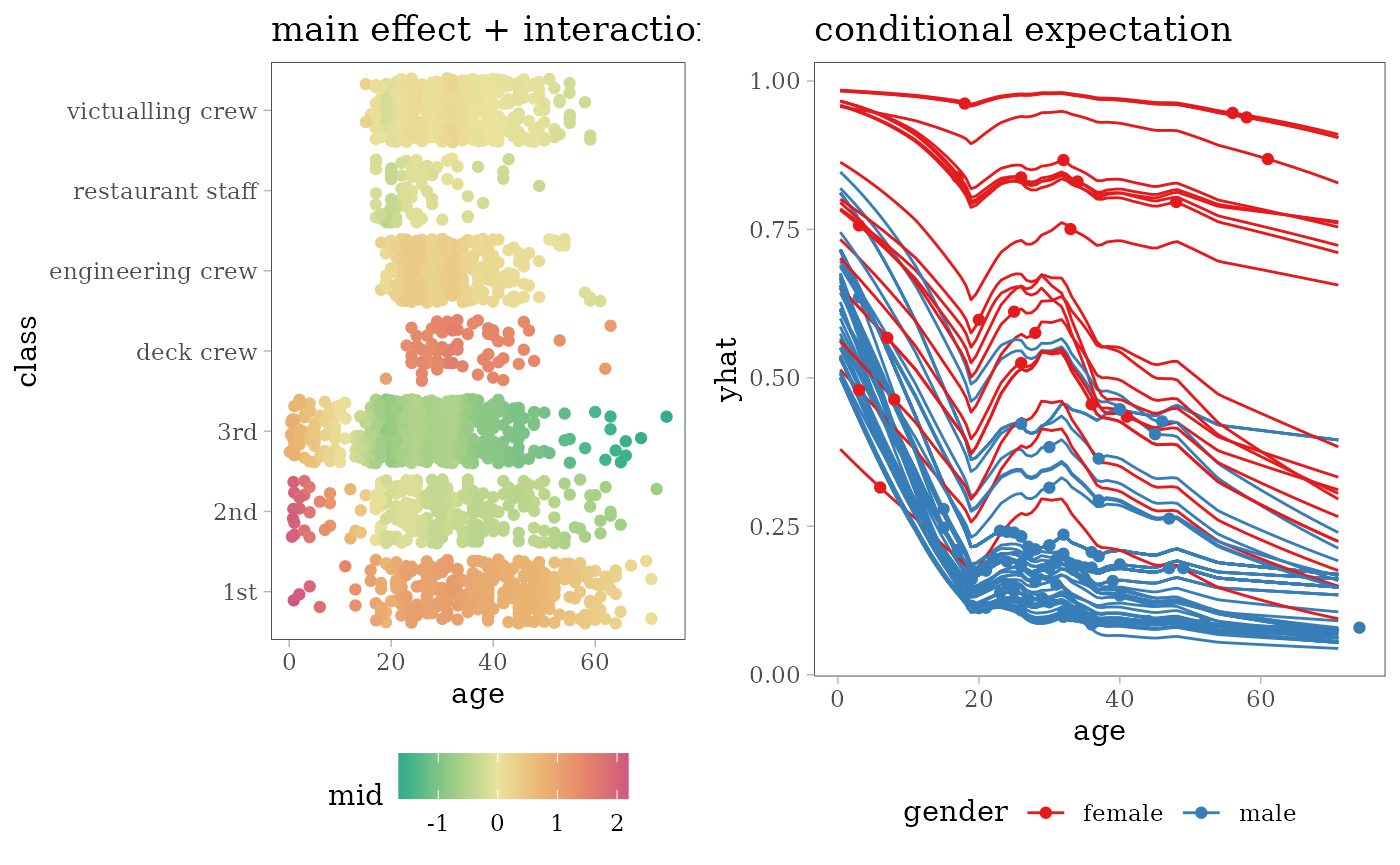 main effect + interaction
class
victualling crew
restaurant staff
engineering crew
deck crew
3rd
2nd
1st
0 20 40 60
age
mid
-1 0 1 2
conditional expectation
yhat
1.00
0.75
0.50
0.25
0.00
0 20 40 60
age
gender female male